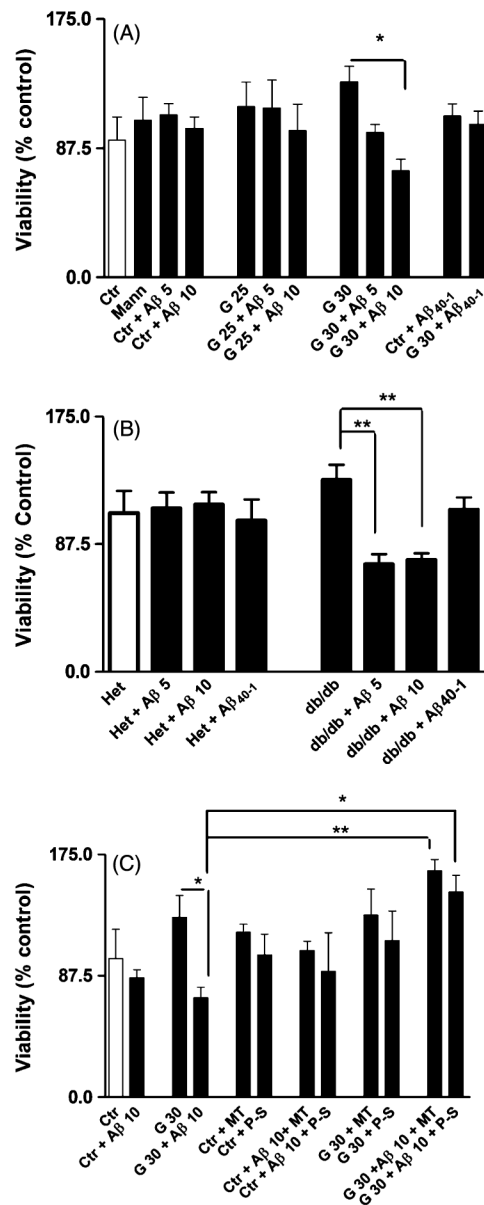 (A)
Viability (% control)
175.0
87.5
0.0
*
Ctr
Mann
Ctr + Aβ 5
Ctr + Aβ 10
G 25
G 25 + Aβ 5
G 25 + Aβ 10
G 30
G 30 + Aβ 5
G 30 + Aβ 10
Ctr + Aβ40-1
G 30 + Aβ40-1
(B)
Viability (% Control)
175.0
87.5
0.0
**
**
Het
Het + Aβ 5
Het + Aβ 10
Het + Aβ40-1
db/db
db/db + Aβ 5
db/db + Aβ 10
db/db + Aβ40-1
(C)
Viability (% control)
175.0
87.5
0.0
*
**
*
Ctr
Ctr + Aβ 10
G 30
G 30 + Aβ 10
Ctr + MT
Ctr + P-S
Ctr + Aβ 10+ MT
Ctr + Aβ 10 + P-S
G 30 + MT
G 30 + P-S
G 30 +Aβ 10 + MT
G 30 + Aβ 10 + P-S